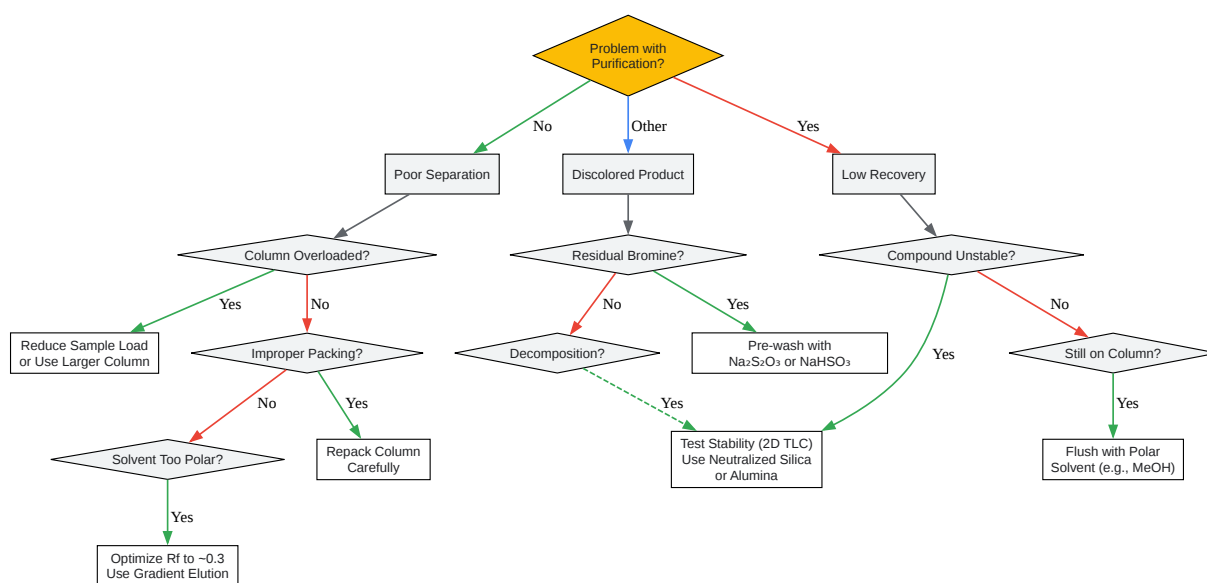 Problem with
Purification?
No
Other
Yes
Poor Separation
Discolored Product
Low Recovery
Column Overloaded?
Residual Bromine?
Compound Unstable?
Yes
No
No
Yes
Yes
No
Reduce Sample Load
or Use Larger Column
Improper Packing?
Decomposition?
Pre-wash with
Na₂S₂O₃ or NaHSO₃
Still on Column?
No
Yes
Yes
Yes
Solvent Too Polar?
Repack Column
Carefully
Test Stability (2D TLC)
Use Neutralized Silica
or Alumina
Flush with Polar
Solvent (e.g., MeOH)
Yes
Optimize Rf to ~0.3
Use Gradient Elution